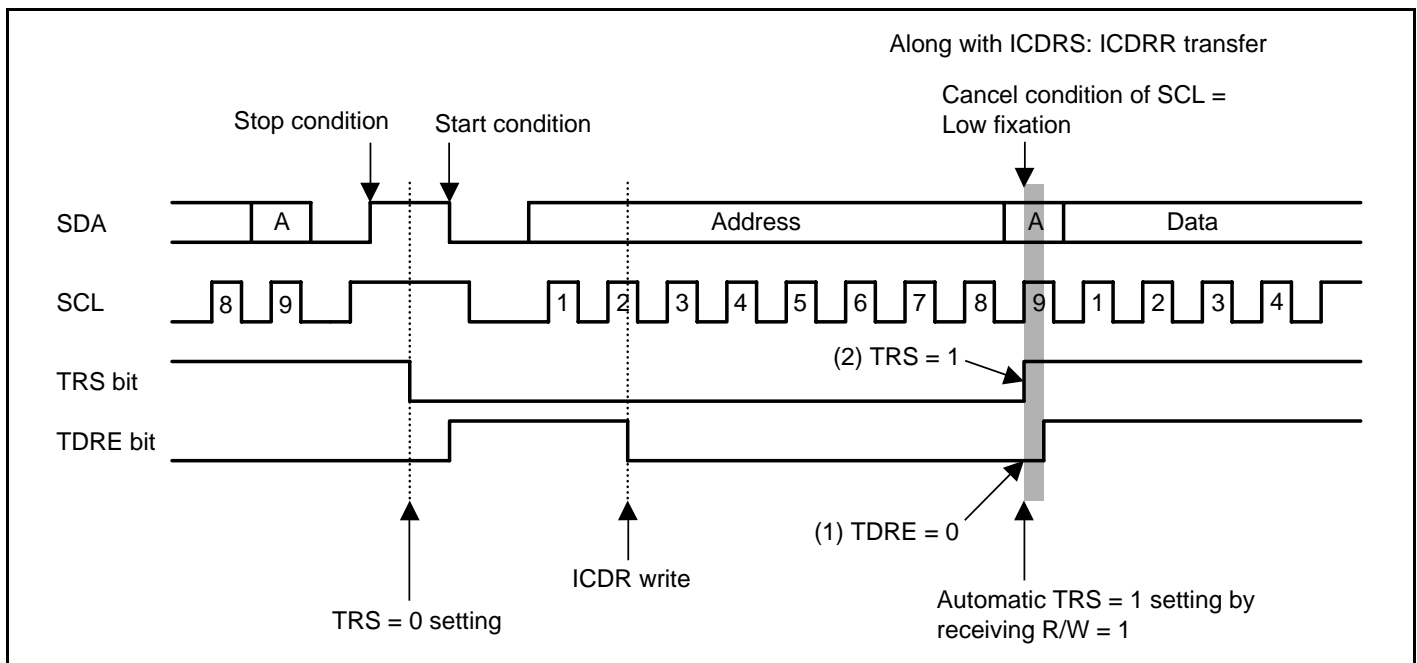 Along with ICDRS: ICDRR transfer
Cancel condition of SCL =
Low fixation
Stop condition
Start condition
SDA
A
Address
A
Data
SCL
8 9 1 2 3 4 5 6 7 8 9 1 2 3 4
(2) TRS = 1
TRS bit
TDRE bit
(1) TDRE = 0
ICDR write
TRS = 0 setting
Automatic TRS = 1 setting by
receiving R/W = 1